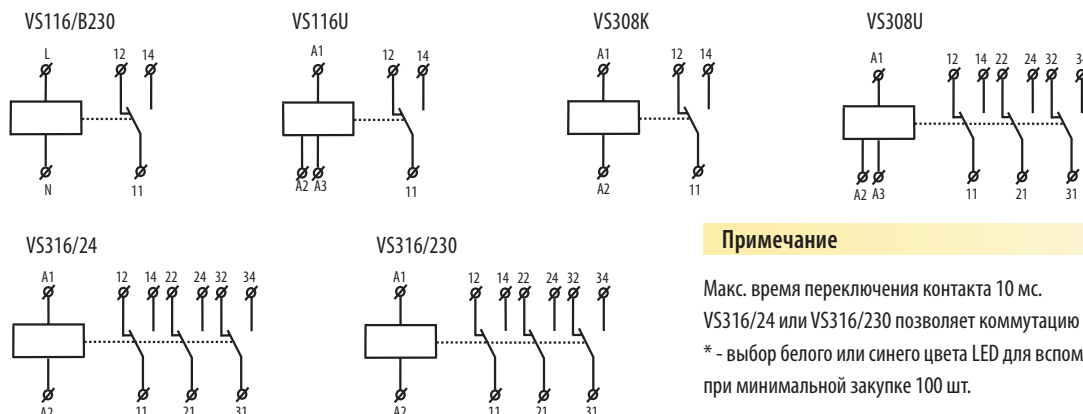 VS116/B230
VS116U
VS308K
VS308U
L 12 14
A1 12 14
A1 12 14
A1 12 14 22 24 32
N 11
A2 A3 11
A2 11
A2 A3 11 21 31
VS316/24
VS316/230
Примечание
A1 12 14 22 24 32 34
A1 12 14 22 24 32 34
A2 11 21 31
A2 11 21 31
Макс. время переключения контакта 10 мс.
VS316/24 или VS316/230 позволяет коммутацию
* - выбор белого или синего цвета LED для
при минимальной закупке 100 шт.